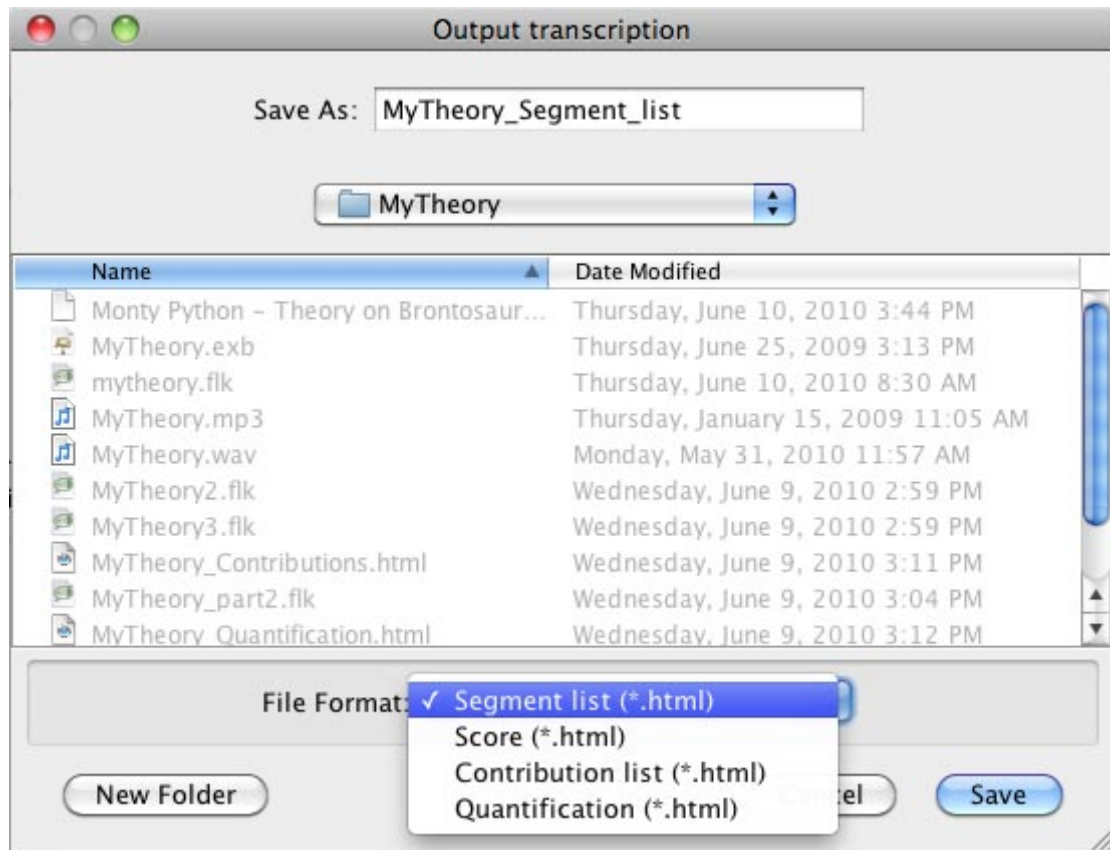 Output transcription
Save As: MyTheory_Segment_list
MyTheory
Name Date Modified
Monty Python – Theory on Brontosaur... Thursday, June 10, 2010 3:44 PM
MyTheory.exb Thursday, June 25, 2009 3:13 PM
mytheory.flk Thursday, June 10, 2010 8:30 AM
MyTheory.mp3 Thursday, January 15, 2009 11:05 AM
MyTheory.wav Monday, May 31, 2010 11:57 AM
MyTheory2.flk Wednesday, June 9, 2010 2:59 PM
MyTheory3.flk Wednesday, June 9, 2010 2:59 PM
MyTheory_Contributions.html Wednesday, June 9, 2010 3:11 PM
MyTheory_part2.flk Wednesday, June 9, 2010 3:04 PM
MyTheory_Quantification.html Wednesday, June 9, 2010 3:12 PM
File Format: ✓ Segment list (*.html)
Score (*.html)
Contribution list (*.html)
Quantification (*.html)
New Folder Save